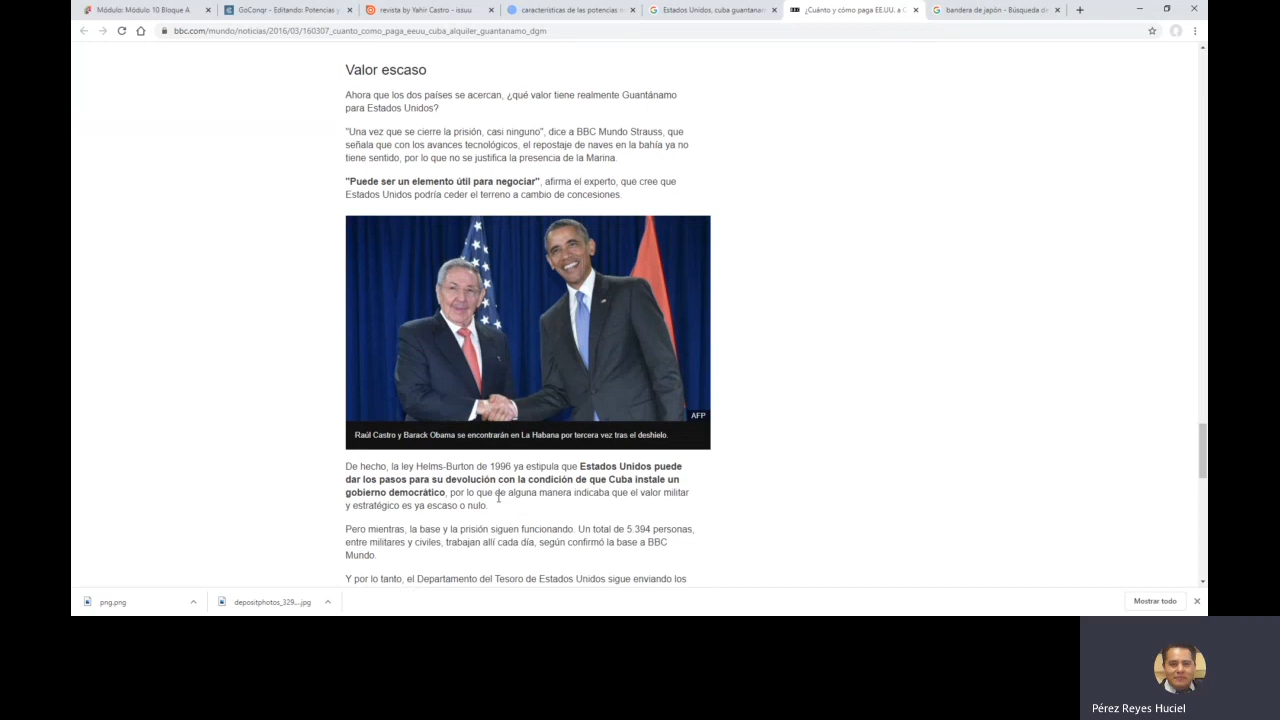 Módulo: Módulo 10 Bloque A
GoConqr - Editando: Potencias y
revista by Yahir Castro - issuu
características de las potencias m
Estados Unidos, cuba guantanam
¿Cuánto y cómo paga EE.UU. a C
bandera de japón - Búsqueda de
bbc.com/mundo/noticias/2016/03/160307_cuanto_como_paga_eeuu_cuba_alquiler_guantanamo_dgm
Valor escaso
Ahora que los dos países se acercan, ¿qué valor tiene realmente Guantánamo
para Estados Unidos?
"Una vez que se cierre la prisión, casi ninguno", dice a BBC Mundo Strauss, que
señala que con los avances tecnológicos, el repostaje de naves en la bahía ya no
tiene sentido, por lo que no se justifica la presencia de la Marina.
"Puede ser un elemento útil para negociar", afirma el experto, que cree que
Estados Unidos podría ceder el terreno a cambio de concesiones.
AFP
Raúl Castro y Barack Obama se encontrarán en La Habana por tercera vez tras el deshielo.
De hecho, la ley Helms-Burton de 1996 ya estipula que Estados Unidos puede
dar los pasos para su devolución con la condición de que Cuba instale un
gobierno democrático, por lo que de alguna manera indicaba que el valor militar
y estratégico es ya escaso o nulo.
Pero mientras, la base y la prisión siguen funcionando. Un total de 5.394 personas,
entre militares y civiles, trabajan allí cada día, según confirmó la base a BBC
Mundo.
Y por lo tanto, el Departamento del Tesoro de Estados Unidos sigue enviando los
png.png
depositphotos_329....jpg
Mostrar todo
Pérez Reyes Huciel